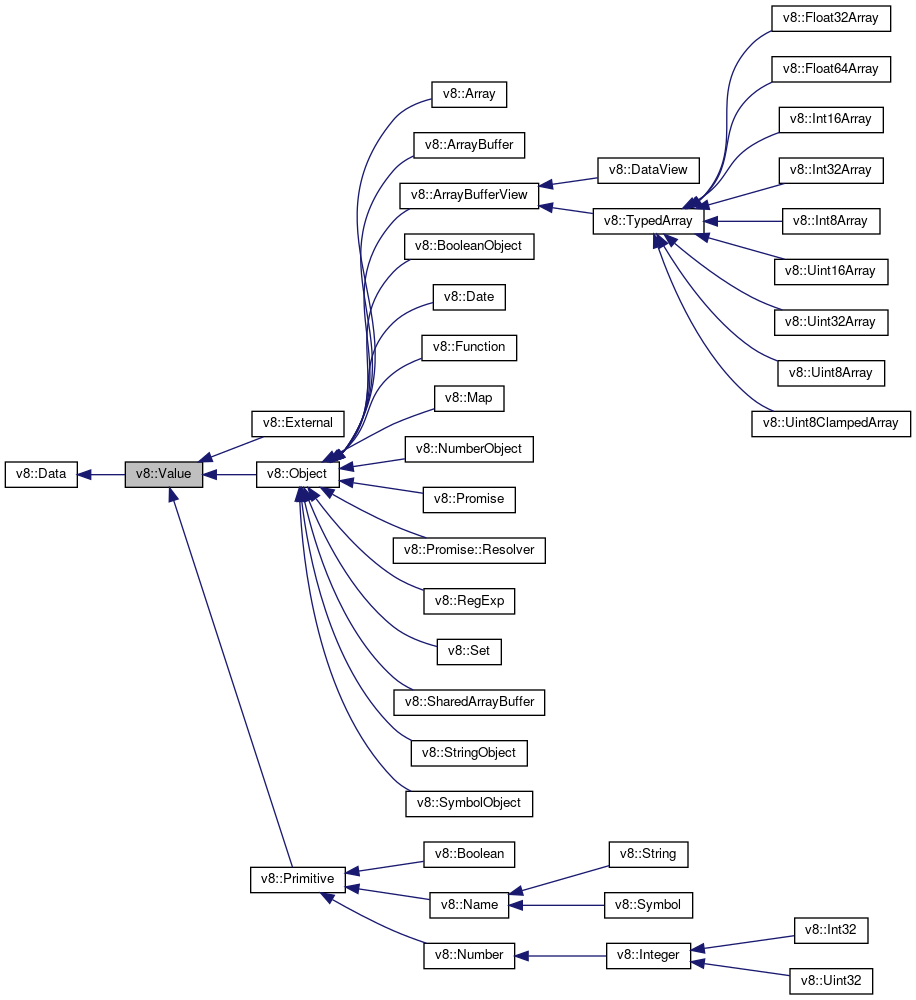 v8::Float32Array
v8::Float64Array
v8::Array
v8::Int16Array
v8::ArrayBuffer
v8::DataView
v8::Int32Array
v8::ArrayBufferView
v8::TypedArray
v8::Int8Array
v8::BooleanObject
v8::Uint16Array
v8::Date
v8::Uint32Array
v8::Function
v8::Uint8Array
v8::Map
v8::Uint8ClampedArray
v8::External
v8::NumberObject
v8::Data
v8::Value
v8::Object
v8::Promise
v8::Promise::Resolver
v8::RegExp
v8::Set
v8::SharedArrayBuffer
v8::StringObject
v8::SymbolObject
v8::Boolean
v8::String
v8::Primitive
v8::Name
v8::Symbol
v8::Int32
v8::Number
v8::Integer
v8::Uint32